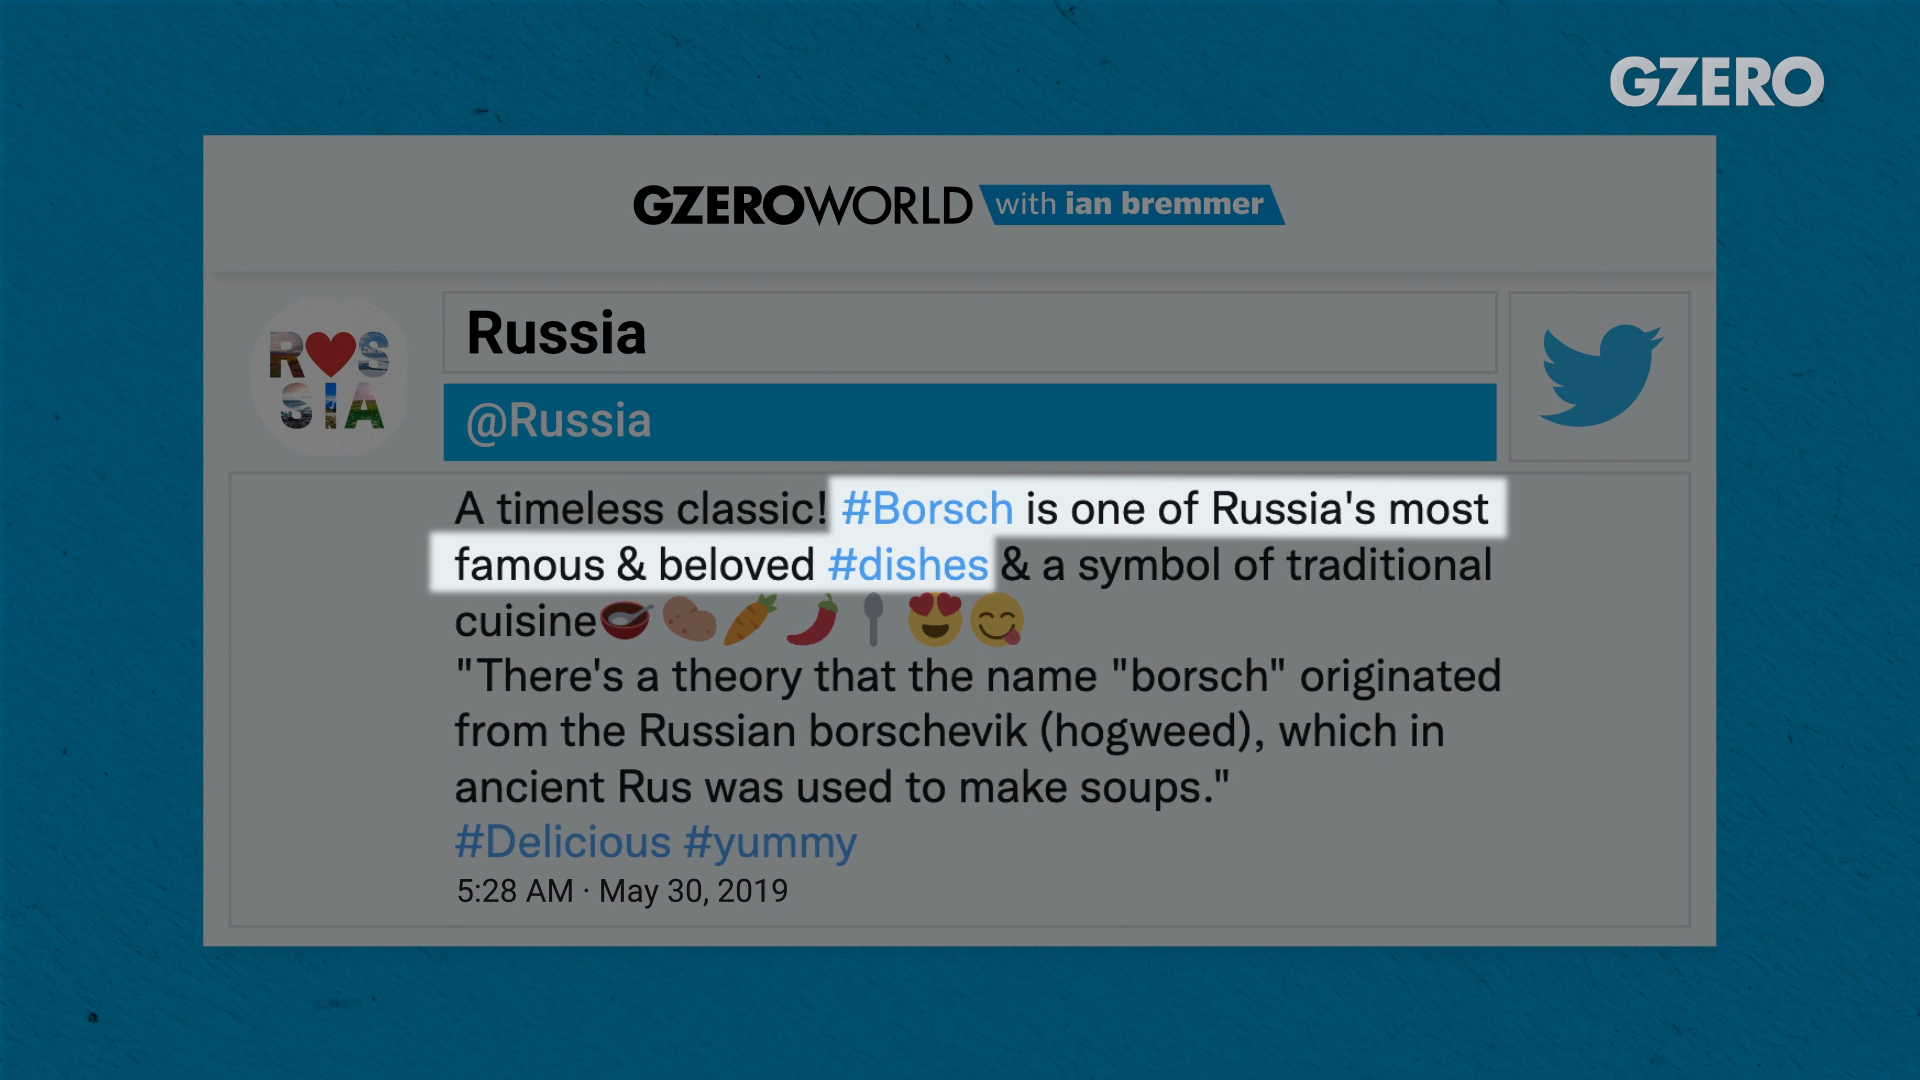 GZERO
GZEROWORLD with ian bremmer
R❤SSIA
Russia
@Russia
A timeless classic! #Borsch is one of Russia's most
famous & beloved #dishes & a symbol of traditional
cuisine🥣🥔🥕🌶️🥄😍😋
"There's a theory that the name "borsch" originated
from the Russian borschevik (hogweed), which in
ancient Rus was used to make soups."
#Delicious #yummy
5:28 AM · May 30, 2019